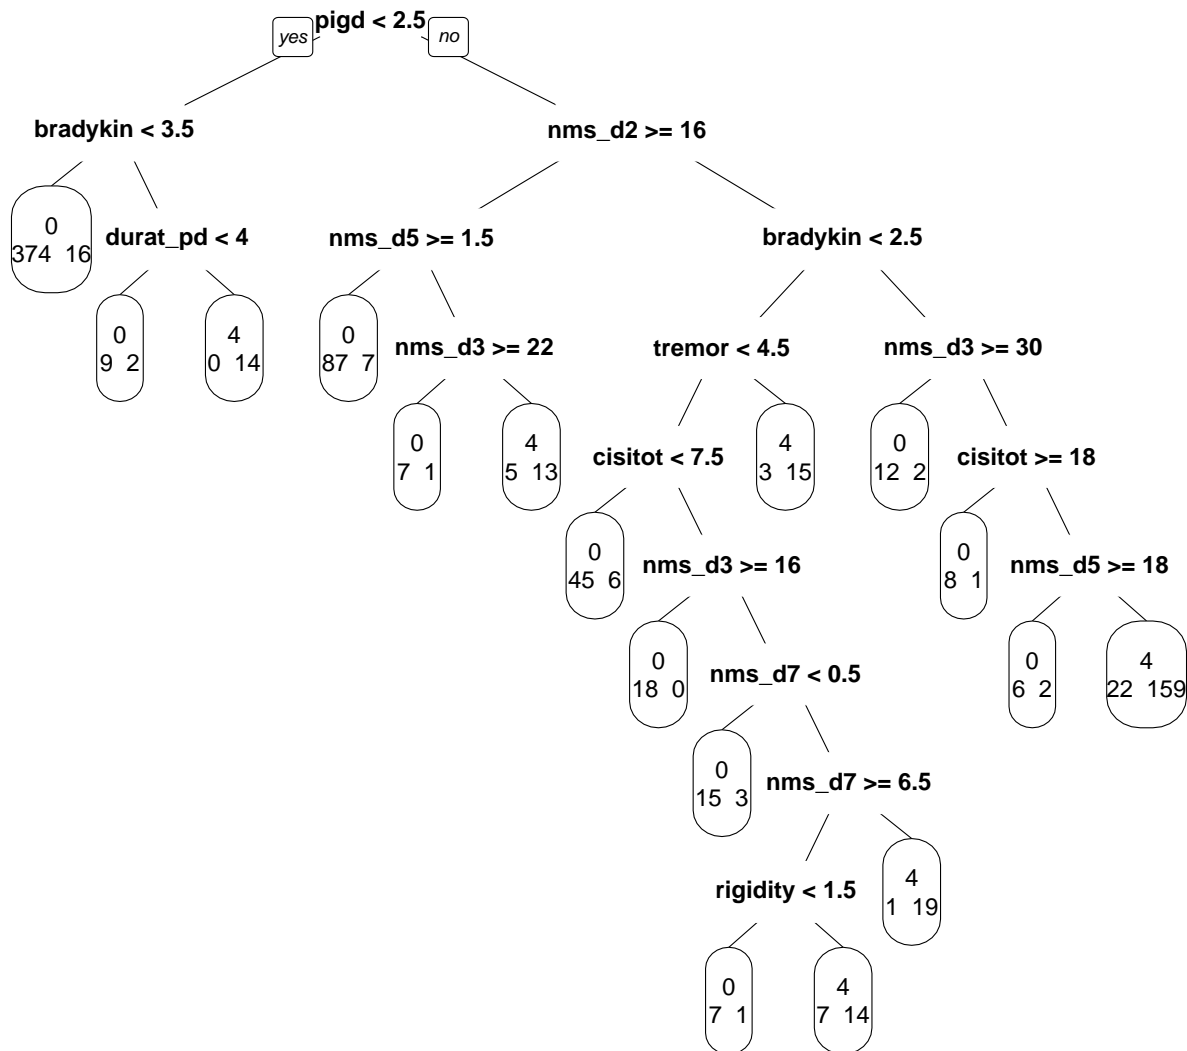 pigd < 2.5
yes
no
bradykin < 3.5
nms_d2 >= 16
0
374 16
durat_pd < 4
nms_d5 >= 1.5
bradykin < 2.5
0
9 2
4
0 14
0
87 7
nms_d3 >= 22
tremor < 4.5
nms_d3 >= 30
0
7 1
4
5 13
cisitot < 7.5
4
3 15
0
12 2
cisitot >= 18
0
45 6
nms_d3 >= 16
0
8 1
nms_d5 >= 18
0
18 0
nms_d7 < 0.5
0
6 2
4
22 159
0
15 3
nms_d7 >= 6.5
rigidity < 1.5
4
1 19
0
7 1
4
7 14